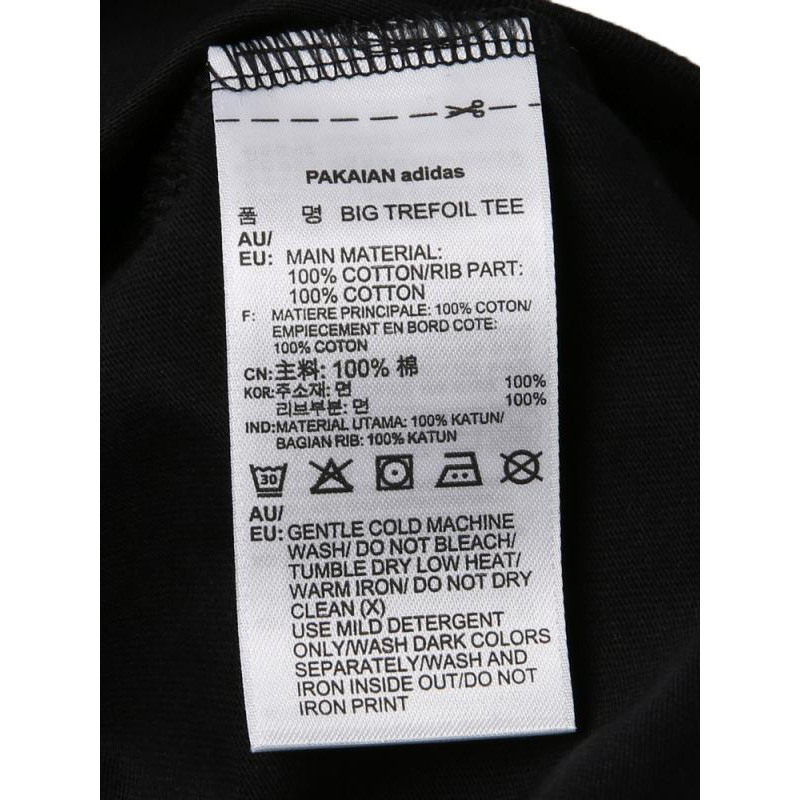 PAKAIAN adidas
품 명 BIG TREFOIL TEE
AU/
EU: MAIN MATERIAL:
100% COTTON/RIB PART:
100% COTTON
F: MATIERE PRINCIPALE: 100% COTON/
EMPIECEMENT EN BORD COTE:
100% COTON
CN: 主料: 100% 棉
KOR: 주소재: 면 100%
리브부분: 면 100%
IND: MATERIAL UTAMA: 100% KATUN/
BAGIAN RIB: 100% KATUN
30
AU/
EU: GENTLE COLD MACHINE
WASH/ DO NOT BLEACH/
TUMBLE DRY LOW HEAT/
WARM IRON/ DO NOT DRY
CLEAN (X)
USE MILD DETERGENT
ONLY/WASH DARK COLORS
SEPARATELY/WASH AND
IRON INSIDE OUT/DO NOT
IRON PRINT